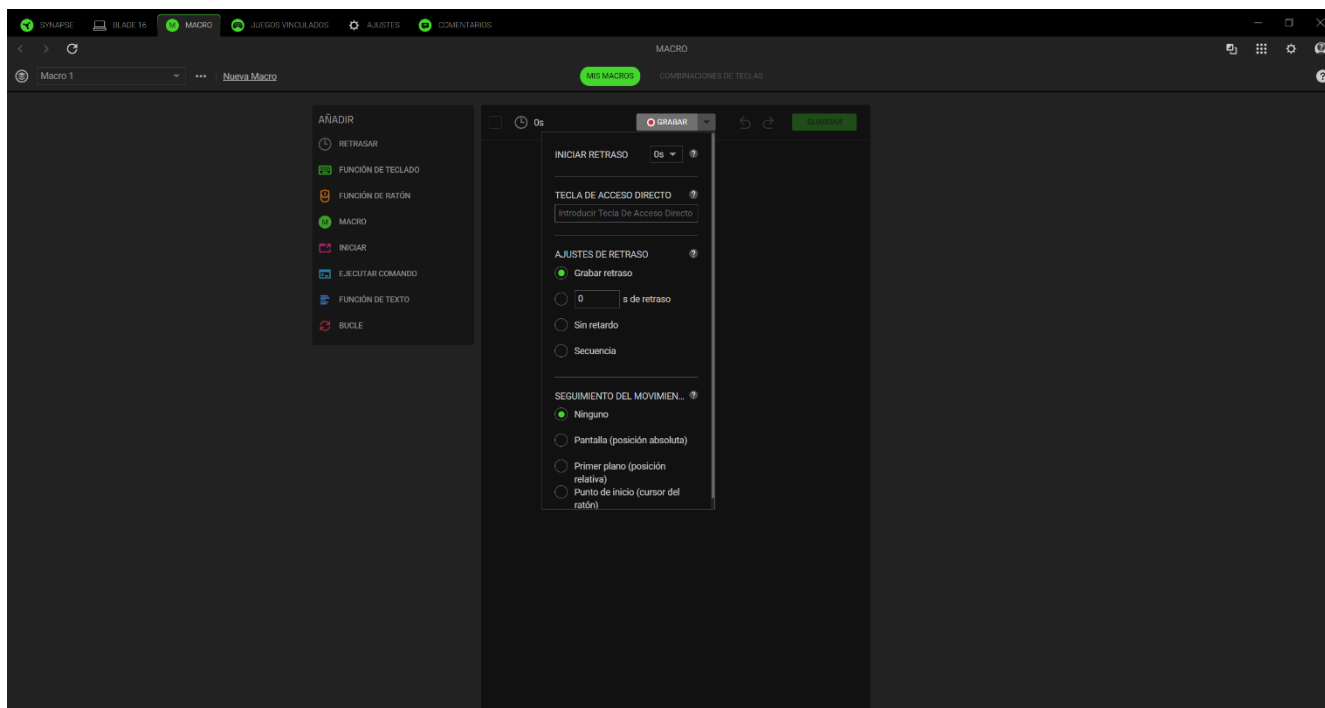 SYNAPSE BLADE 16 M MACRO JUEGOS VINCULADOS AJUSTES COMENTARIOS
MACRO
Macro 1 Nueva Macro MIS MACROS COMBINACIONES DE TECLAS ?
AÑADIR
RETRASAR
FUNCIÓN DE TECLADO
FUNCIÓN DE RATÓN
M MACRO
INICIAR
EJECUTAR COMANDO
FUNCIÓN DE TEXTO
BUCLE
0s GRABAR GUARDAR
INICIAR RETRASO 0s ?
TECLA DE ACCESO DIRECTO ?
Introducir Tecla De Acceso Directo
AJUSTES DE RETRASO ?
Grabar retraso
0 s de retraso
Sin retardo
Secuencia
SEGUIMIENTO DEL MOVIMIEN... ?
Ninguno
Pantalla (posición absoluta)
Primer plano (posición
relativa)
Punto de inicio (cursor del
ratón)